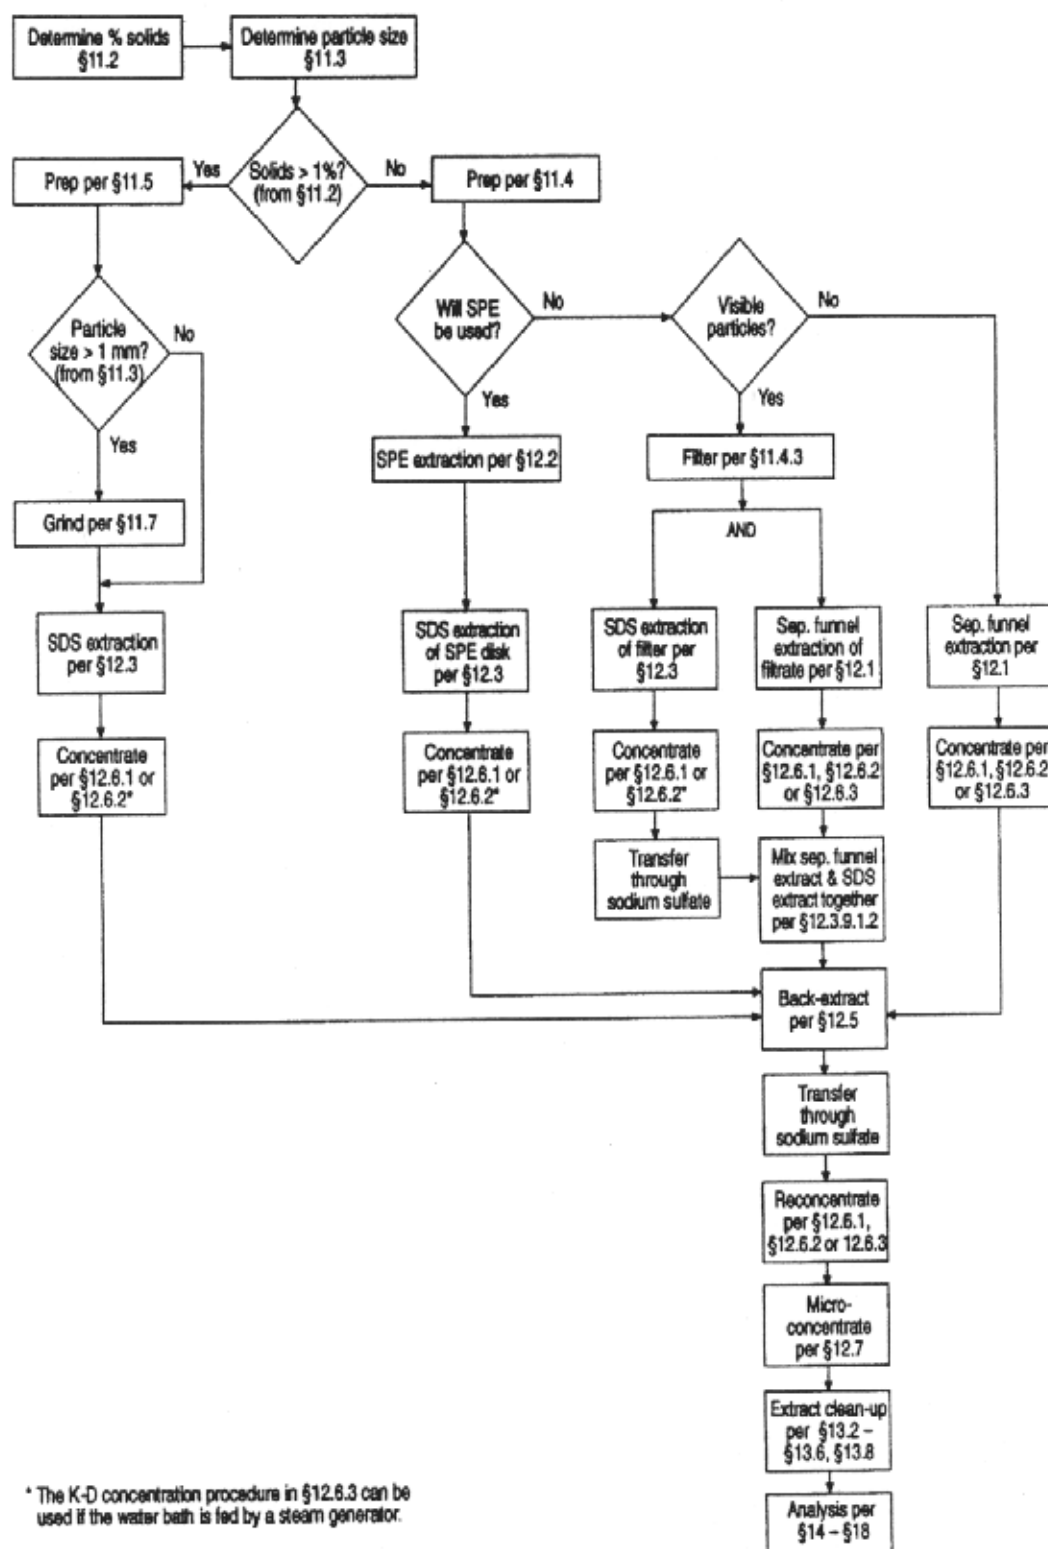 Determine % solids
§11.2
Determine particle size
§11.3
Solids > 1%?
(from §11.2)
Yes
No
Prep per §11.5
Prep per §11.4
Particle
size > 1 mm?
(from §11.3)
No
Yes
Will SPE
be used?
No
Yes
Visible
particles?
No
Yes
Grind per §11.7
SPE extraction per §12.2
Filter per §11.4.3
AND
SDS extraction
per §12.3
SDS extraction
of SPE disk
per §12.3
SDS extraction
of filter per
§12.3
Sep. funnel
extraction of
filtrate per §12.1
Sep. funnel
extraction per
§12.1
Concentrate
per §12.6.1 or
§12.6.2*
Concentrate
per §12.6.1 or
§12.6.2*
Concentrate
per §12.6.1 or
§12.6.2*
Concentrate per
§12.6.1, §12.6.2
or §12.6.3
Concentrate per
§12.6.1, §12.6.2
or §12.6.3
Transfer
through
sodium sulfate
Mix sep. funnel
extract & SDS
extract together
per §12.3.9.1.2
Back-extract
per §12.5
Transfer
through
sodium sulfate
Reconcentrate
per §12.6.1,
§12.6.2 or 12.6.3
Micro-
concentrate
per §12.7
Extract clean-up
per §13.2 –
§13.6, §13.8
Analysis per
§14 – §18
* The K-D concentration procedure in §12.6.3 can be
used if the water bath is fed by a steam generator.